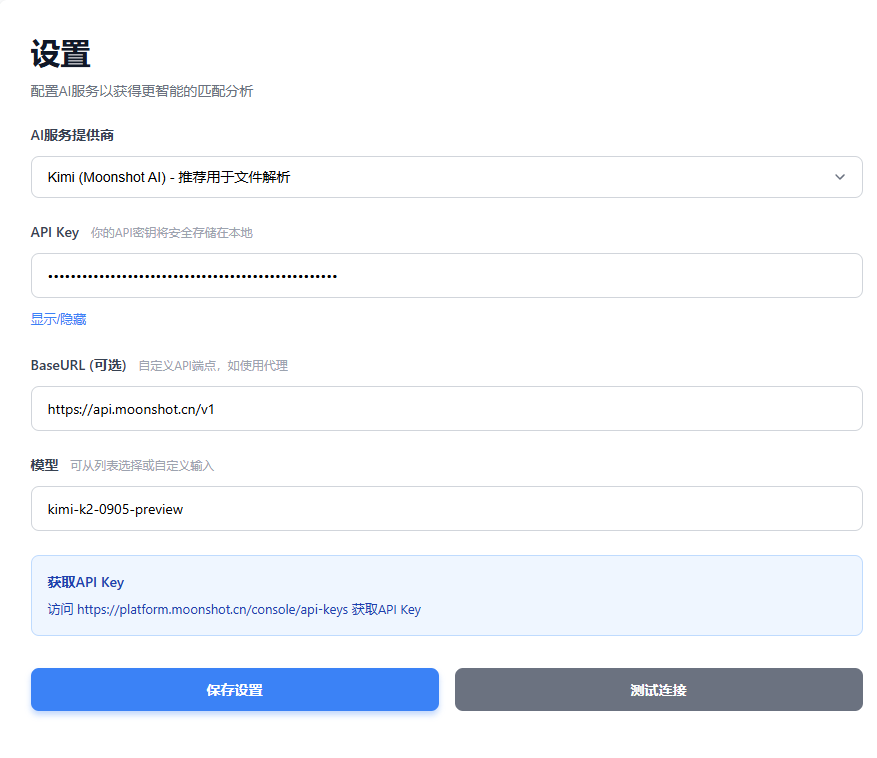 设置
配置AI服务以获得更智能的匹配分析
AI服务提供商
Kimi (Moonshot AI) - 推荐用于文件解析
API Key 你的API密钥将安全存储在本地
••••••••••••••••••••••••••••••••••••••••••••••••••••
显示/隐藏
BaseURL (可选) 自定义API端点，如使用代理
https://api.moonshot.cn/v1
模型 可从列表选择或自定义输入
kimi-k2-0905-preview
获取API Key
访问 https://platform.moonshot.cn/console/api-keys 获取API Key
保存设置 测试连接